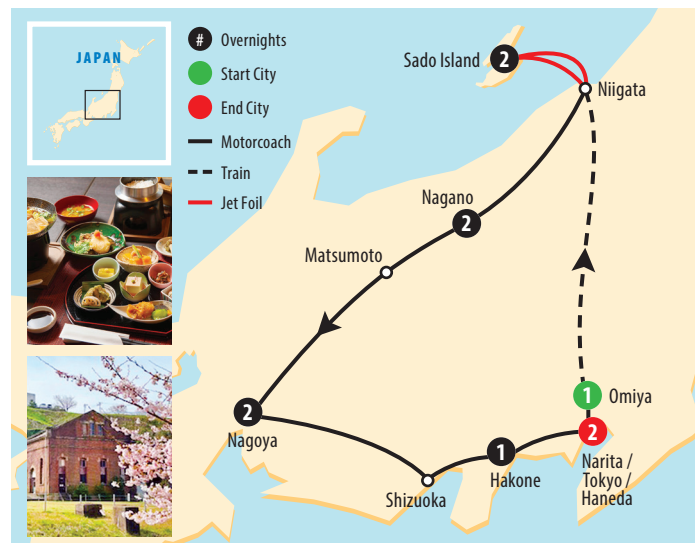 JAPAN
# Overnights
Start City
End City
Motorcoach
Train
Jet Foil
2
Sado Island
Niigata
Nagano
2
Matsumoto
2
Nagoya
Shizuoka
1
Hakone
1
Omiya
2
Narita /
Tokyo /
Haneda